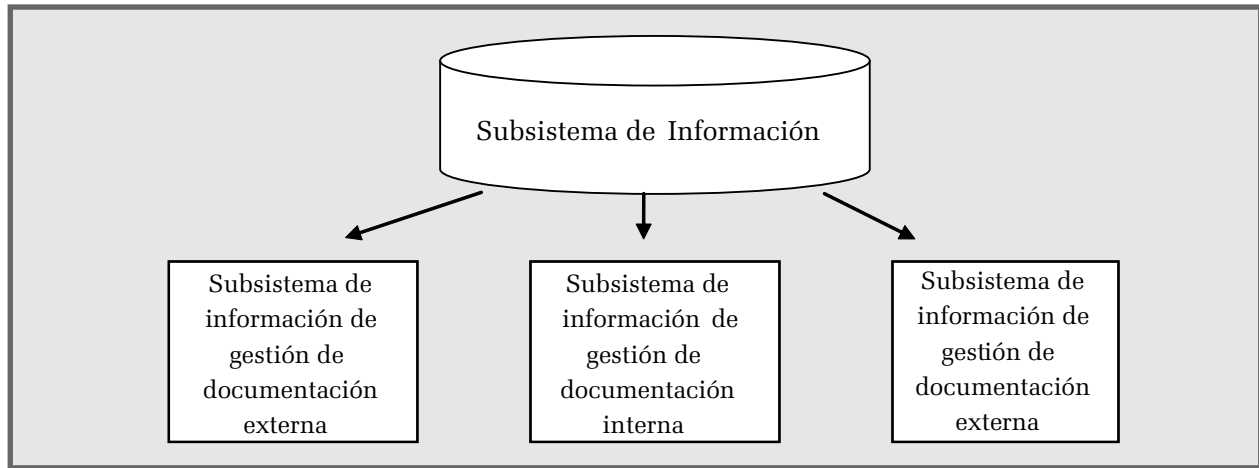 Subsistema de Información
Subsistema de
información de
gestión de
documentación
externa
Subsistema de
información de
gestión de
documentación
interna
Subsistema de
información de
gestión de
documentación
externa